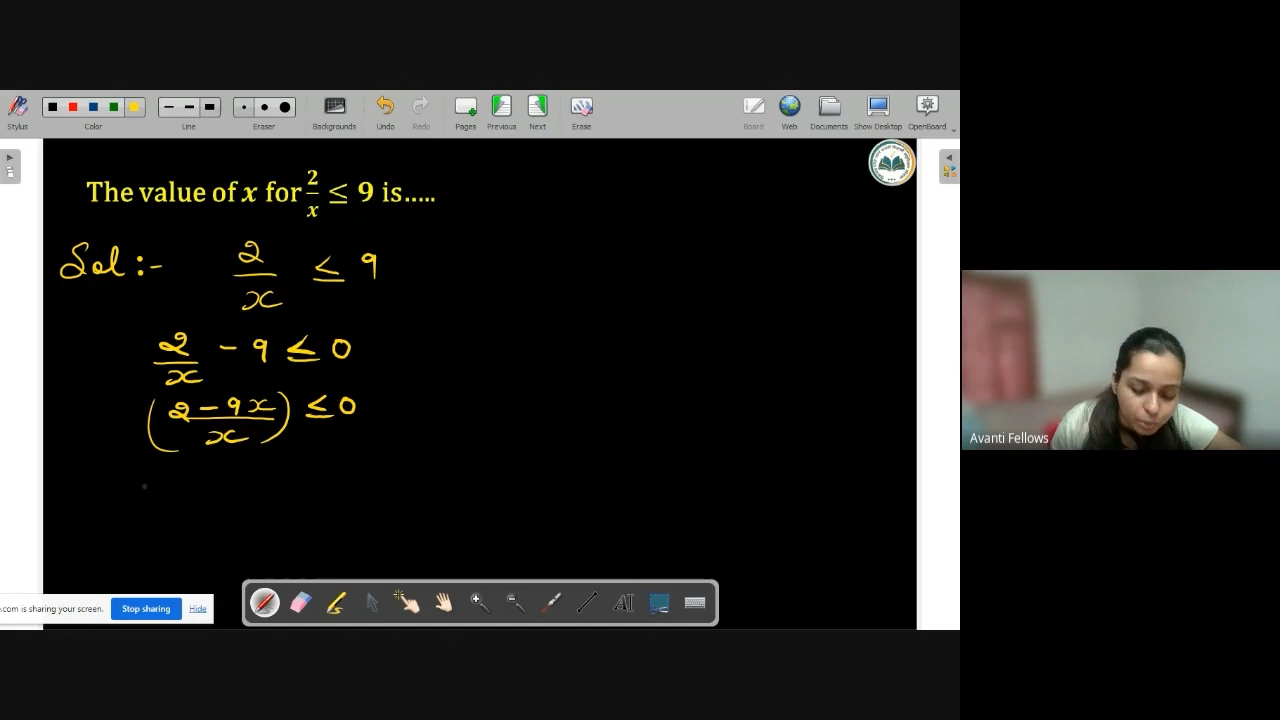 Stylus
Color
Line
Eraser
Backgrounds
Undo
Redo
Pages
Previous
Next
Erase
Board
Web
Documents
Show Desktop
OpenBoard
The value of x for 2/x ≤ 9 is.....
Sol :- 2/x ≤ 9
2/x - 9 ≤ 0
(2 - 9x / x) ≤ 0
Avanti Fellows
.com is sharing your screen.
Stop sharing
Hide
AI